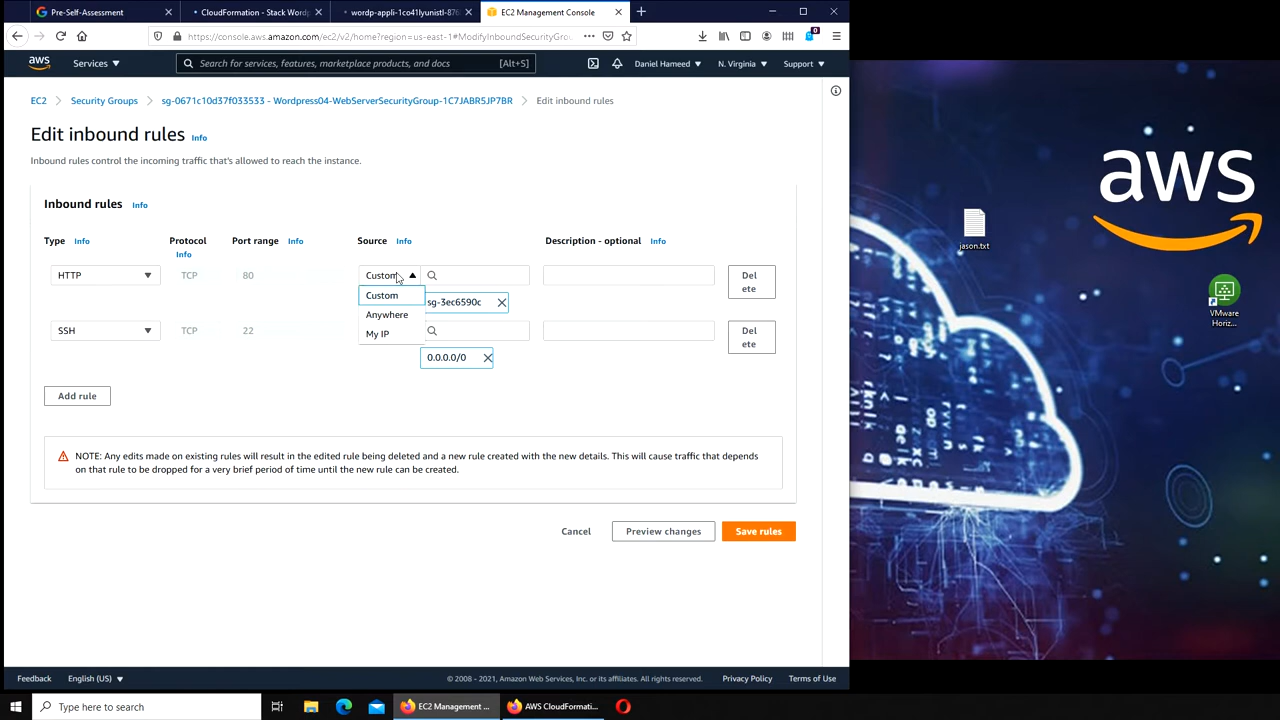 Pre-Self-Assessment
CloudFormation - Stack Word
EC2 Management Console
https://console.aws.amazon.com/ec2/v2/home?region=us-east-1#ModifyInboundSecurityGrou
0
aws
Services
Search for services, features, marketplace products, and docs
[Alt+S]
Daniel Hameed
N. Virginia
Support
EC2
Security Groups
sg-0671c10d37f033533 - Wordpress04-WebServerSecurityGroup-1C7JABR5JP7BR
Edit inbound rules
Edit inbound rules
Info
Inbound rules control the incoming traffic that's allowed to reach the instance.
Inbound rules
Info
Type
Info
Protocol
Info
Port range
Info
Source
Info
Description - optional
Info
HTTP
TCP
80
Custom
Del
ete
Custom
Anywhere
My IP
sg-3ec6590c
SSH
TCP
22
Del
ete
0.0.0.0/0
Add rule
NOTE: Any edits made on existing rules will result in the edited rule being deleted and a new rule created with the new details. This will cause traffic that depends
on that rule to be dropped for a very brief period of time until the new rule can be created.
Cancel
Preview changes
Save rules
Feedback
English (US)
© 2008 - 2021, Amazon Web Services, Inc. or its affiliates. All rights reserved.
Privacy Policy
Terms of Use
Type here to search
EC2 Management ...
AWS CloudFormati...
aws
jason.txt
VMware
Horiz...